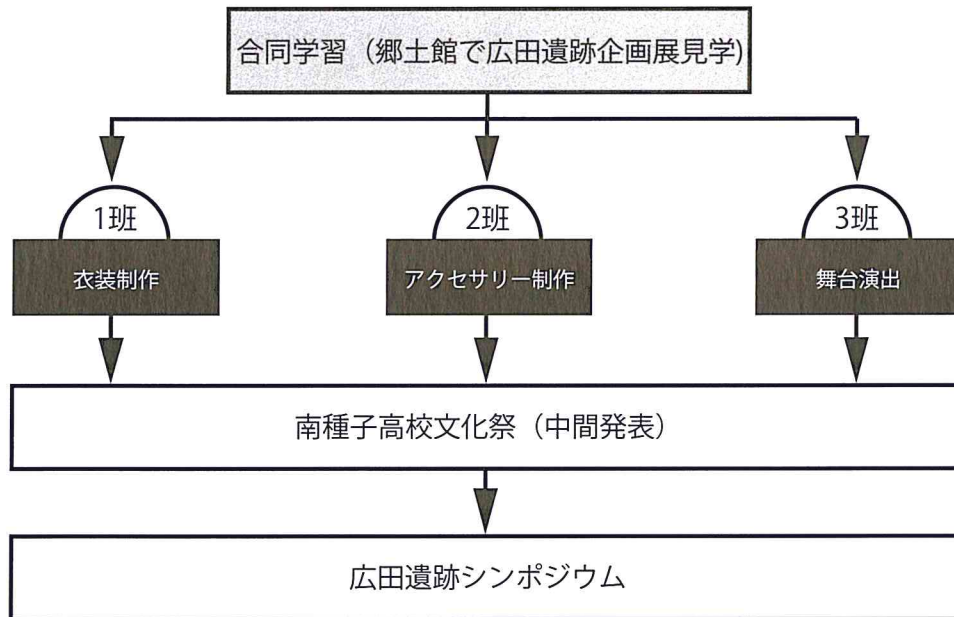 合同学習（郷土館で広田遺跡企画展見学)
1班
2班
3班
衣装制作
アクセサリー制作
舞台演出
南種子高校文化祭（中間発表）
広田遺跡シンポジウム